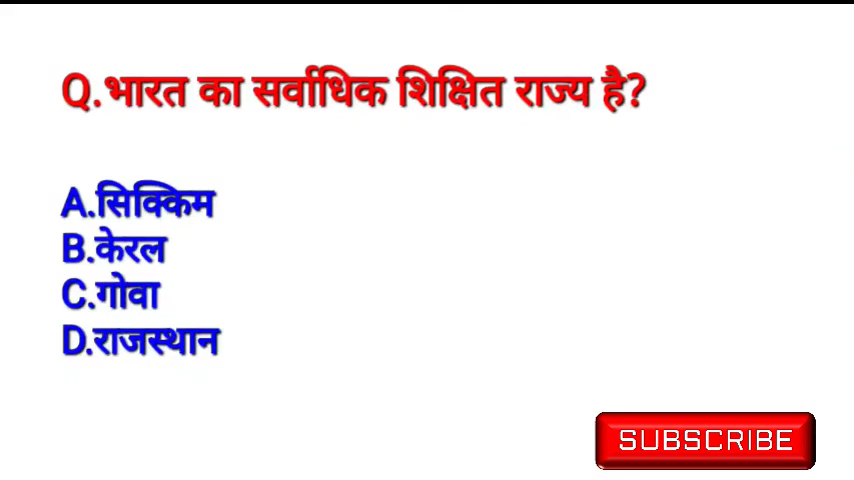 Q.भारत का सर्वाधिक शिक्षित राज्य है?
A.सिक्किम
B.केरल
C.गोवा
D.राजस्थान
SUBSCRIBE